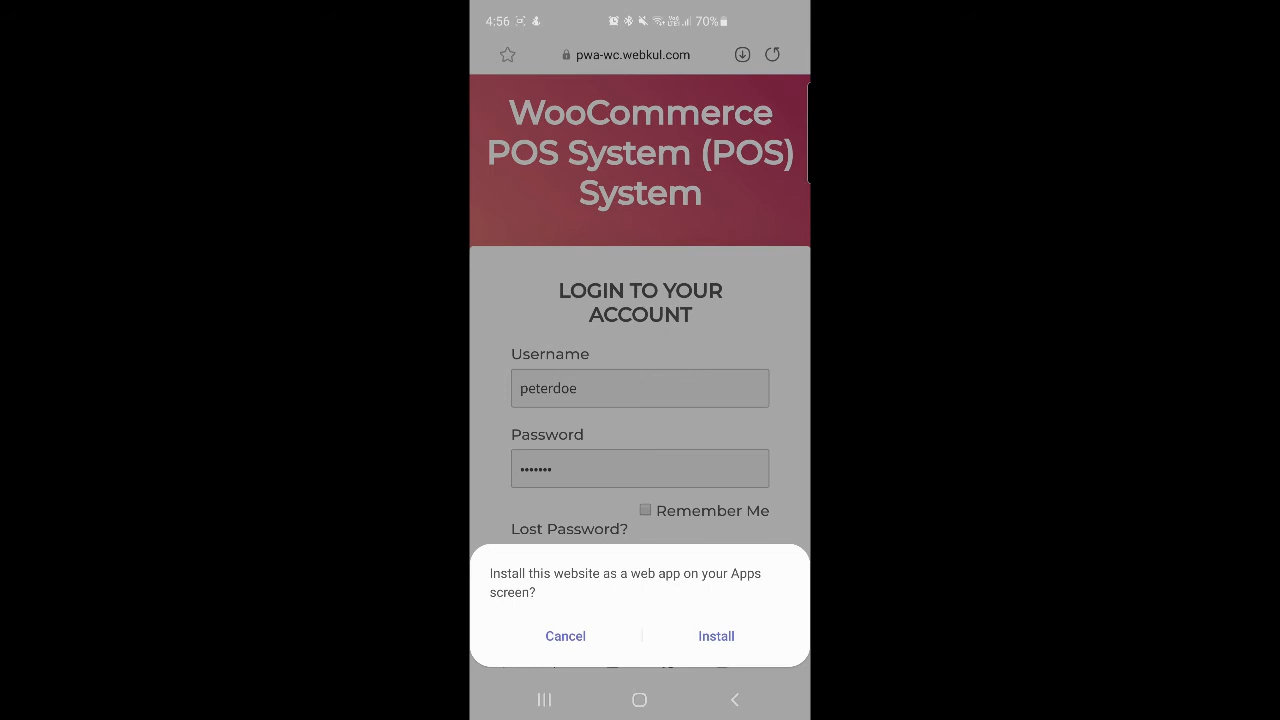 4:56 70%
pwa-wc.webkul.com
WooCommerce
POS System (POS)
System
LOGIN TO YOUR
ACCOUNT
Username
peterdoe
Password
•••••••
Remember Me
Lost Password?
Install this website as a web app on your Apps
screen?
Cancel Install